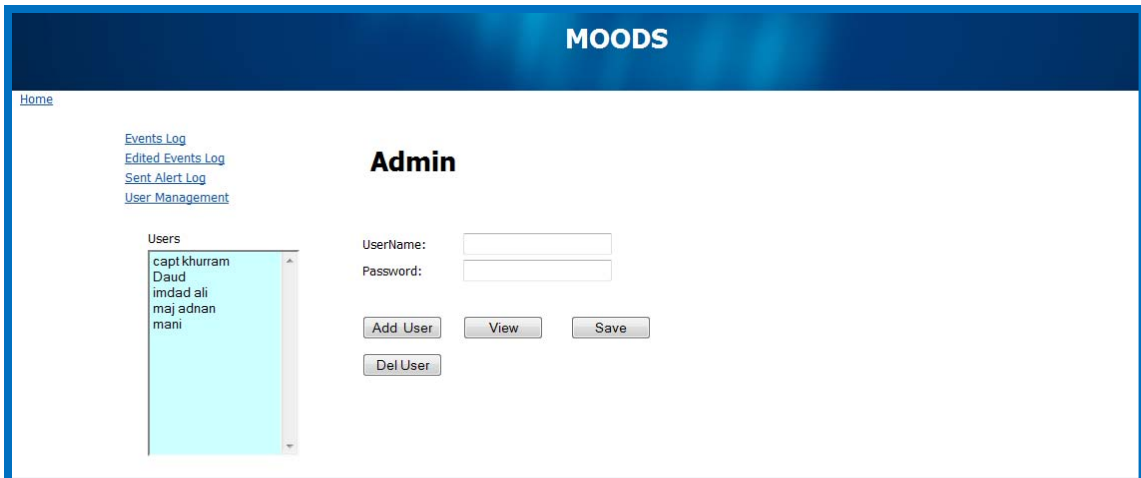 MOODS
Home
Events Log
Edited Events Log
Sent Alert Log
User Management
Admin
Users
capt khurram
Daud
imdad ali
maj adnan
mani
UserName:
Password:
Add User View Save
Del User